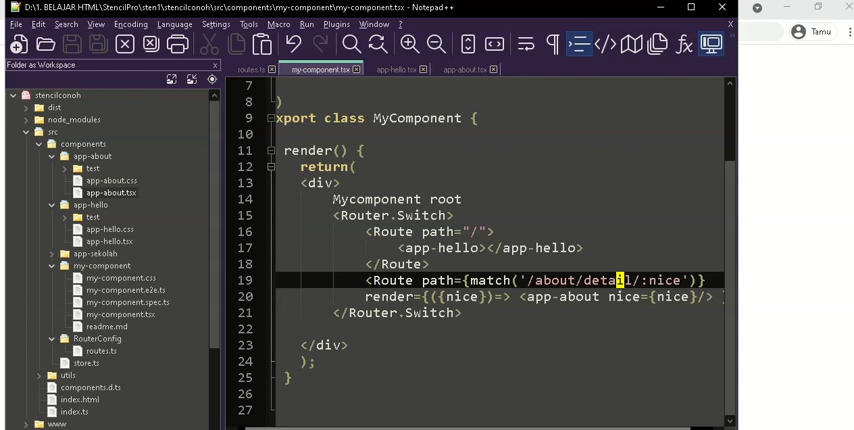 D:\1. BELAJAR HTML\StencilPro\sten1\stencilconoh\src\components\my-component\my-component.tsx - Notepad++
File Edit Search View Encoding Language Settings Tools Macro Run Plugins Window ? X
Tamu
Folder as Workspace x
routes.ts my-component.tsx app-hello.tsx app-about.tsx
stencilconoh
dist
node_modules
src
components
app-about
test
app-about.css
app-about.tsx
app-hello
test
app-hello.css
app-hello.tsx
app-sekolah
my-component
my-component.css
my-component.e2e.ts
my-component.spec.ts
my-component.tsx
readme.md
RouterConfig
routes.ts
store.ts
utils
components.d.ts
index.html
index.ts
www
7
8 )
9 xport class MyComponent {
10
11 render() {
12 return(
13 <div>
14 Mycomponent root
15 <Router.Switch>
16 <Route path="/">
17 <app-hello></app-hello>
18 </Route>
19 <Route path={match('/about/detail/:nice')}
20 render={({nice})=> <app-about nice={nice}/>
21 </Router.Switch>
22
23 </div>
24 );
25 }
26
27